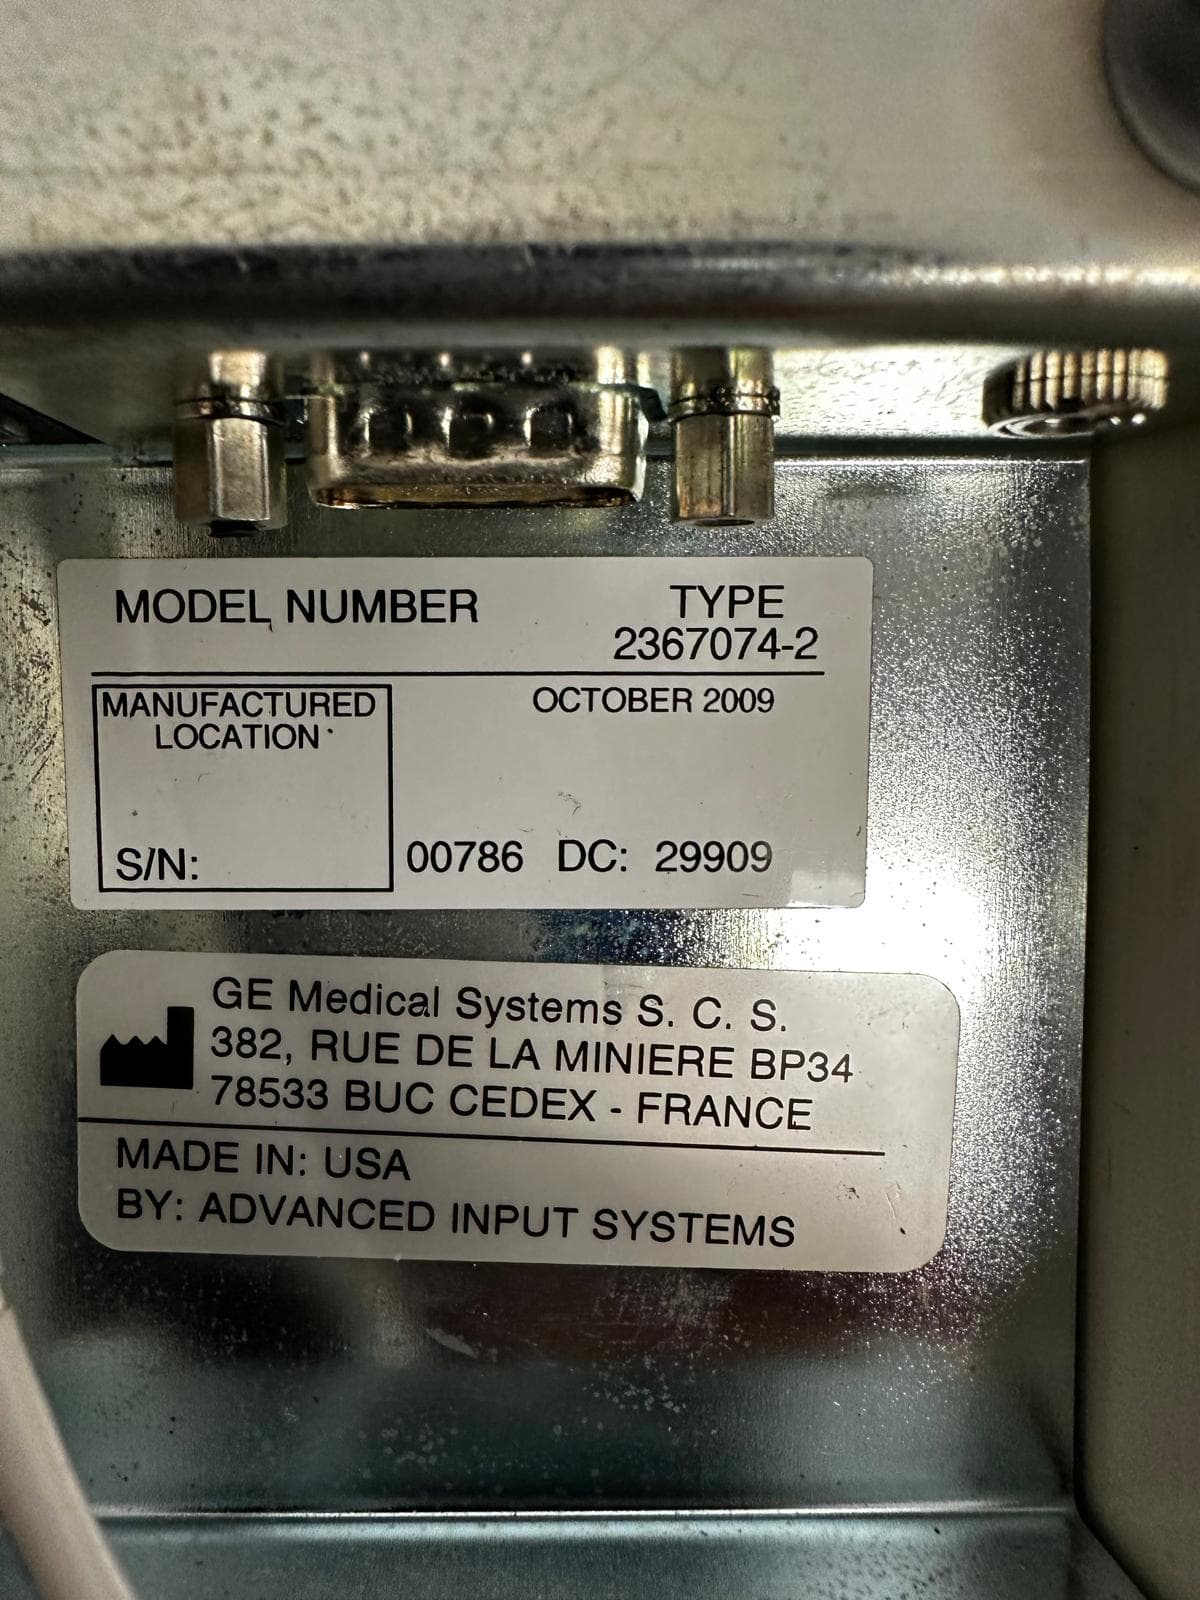 MODEL NUMBER TYPE
2367074-2
MANUFACTURED OCTOBER 2009
LOCATION
S/N: 00786 DC: 29909
GE Medical Systems S. C. S.
382, RUE DE LA MINIERE BP34
78533 BUC CEDEX - FRANCE
MADE IN: USA
BY: ADVANCED INPUT SYSTEMS